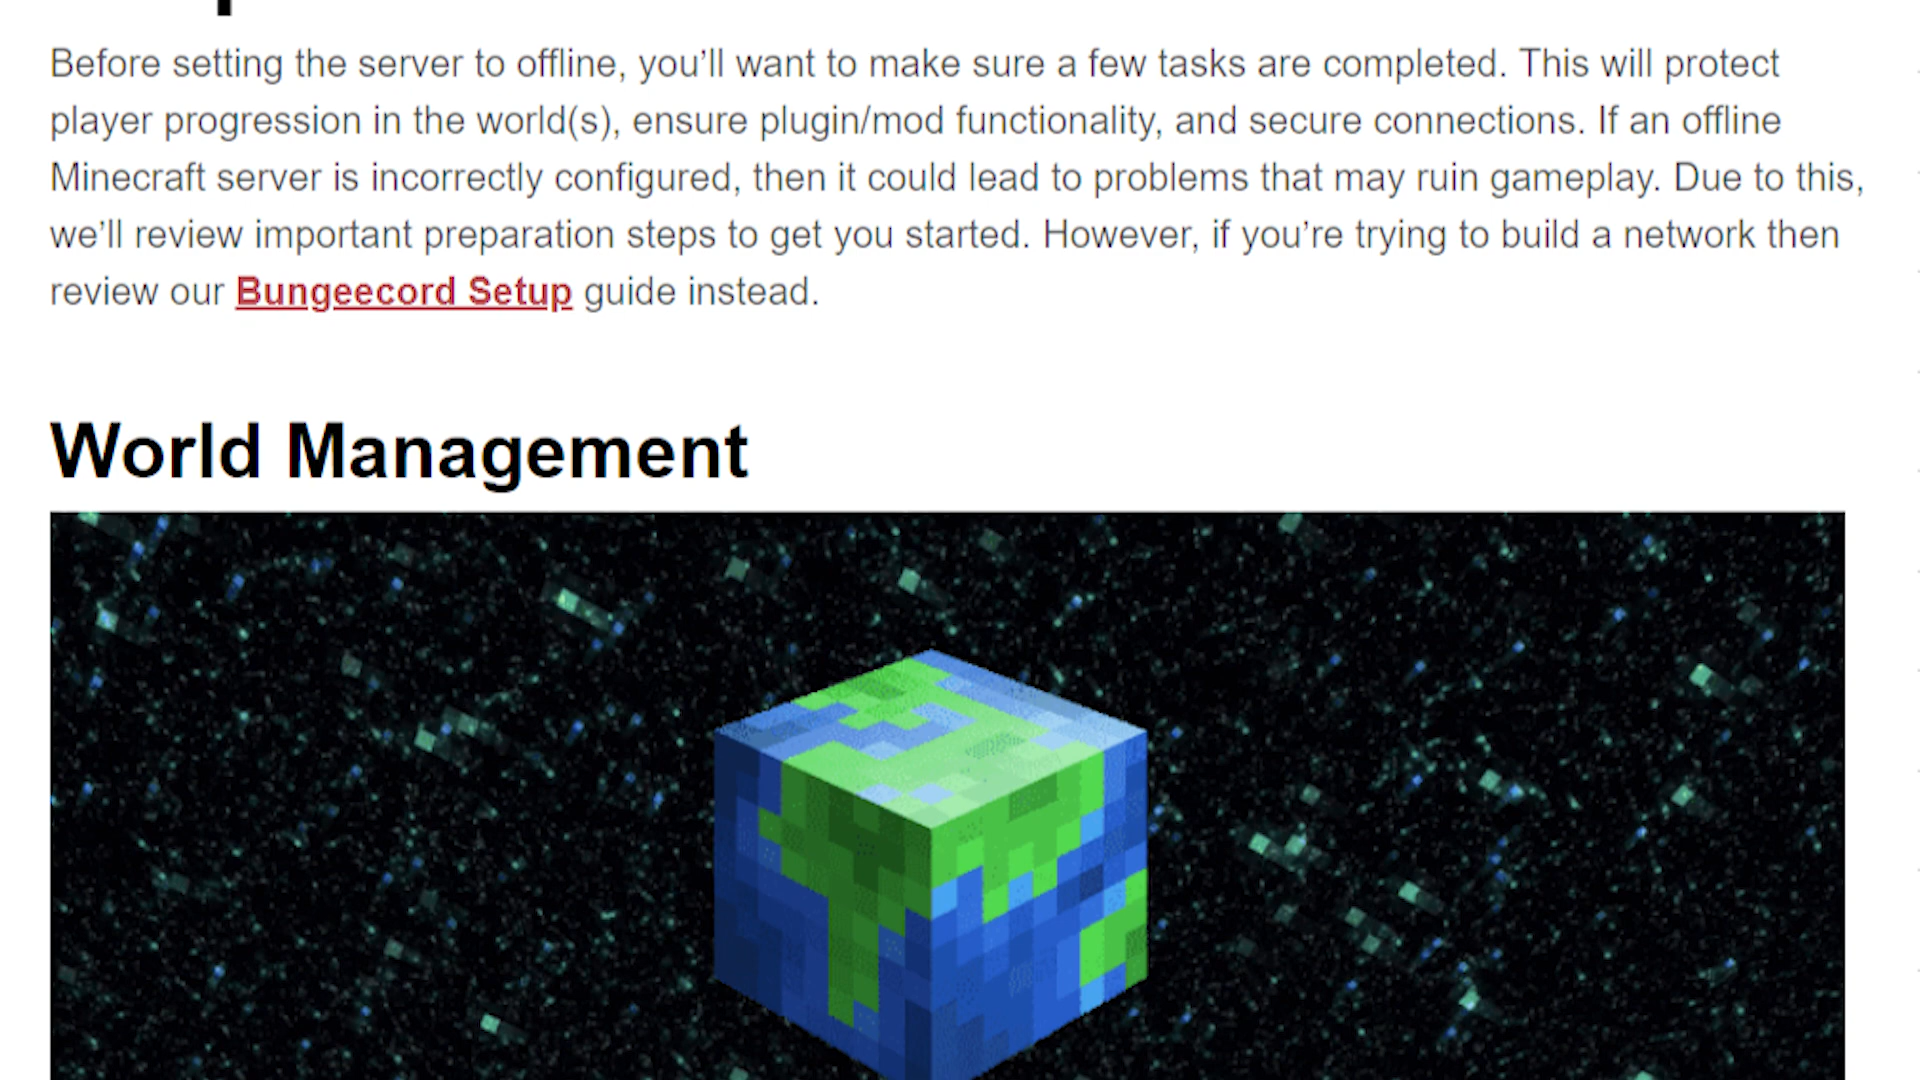 Before setting the server to offline, you’ll want to make sure a few tasks are completed. This will protect
player progression in the world(s), ensure plugin/mod functionality, and secure connections. If an offline
Minecraft server is incorrectly configured, then it could lead to problems that may ruin gameplay. Due to this,
we’ll review important preparation steps to get you started. However, if you’re trying to build a network then
review our Bungeecord Setup guide instead.
World Management